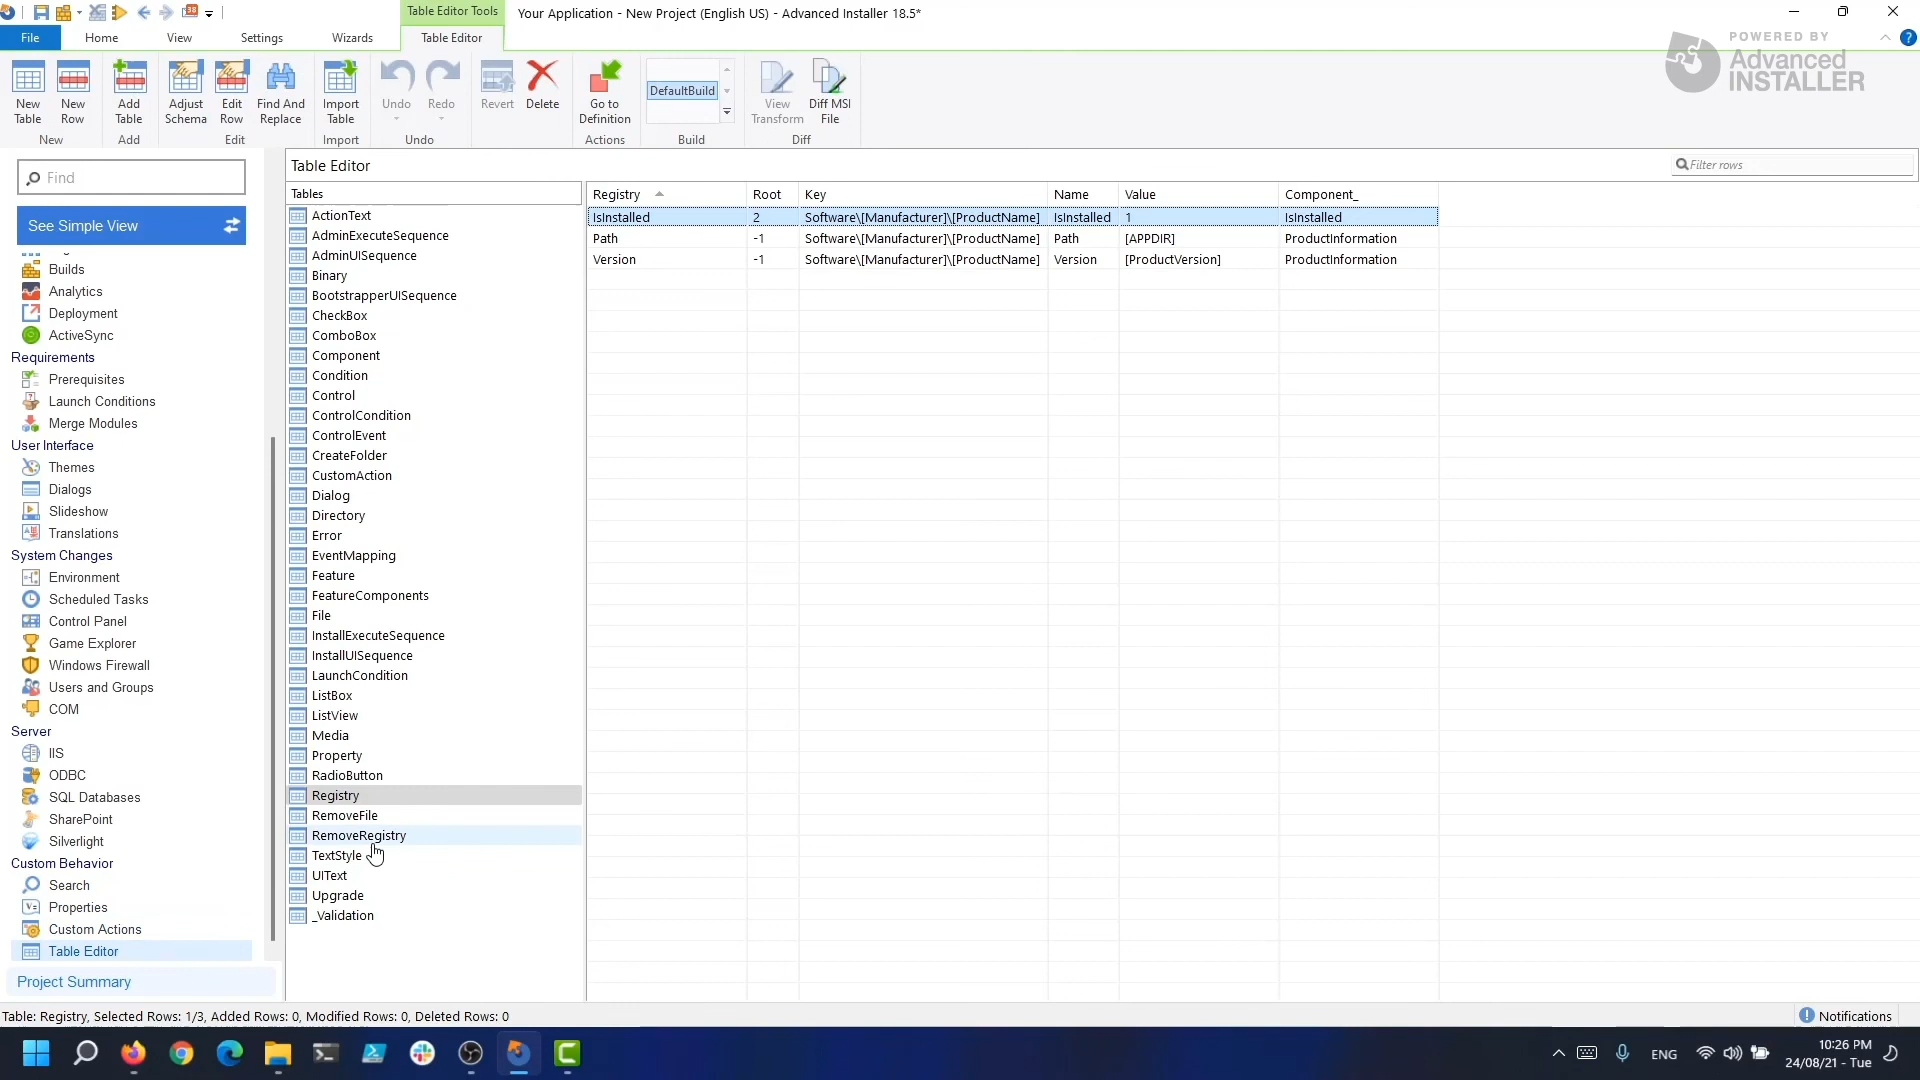 Table Editor Tools
Your Application - New Project (English US) - Advanced Installer 18.5*
File
Home
View
Settings
Wizards
Table Editor
POWERED BY
Advanced
INSTALLER
New Table
New Row
New
Add Table
Add
Adjust Schema
Edit Row
Find And Replace
Edit
Import Table
Import
Undo
Redo
Undo
Revert
Delete
Go to Definition
Actions
DefaultBuild
Build
View Transform
Diff MSI File
Diff
Find
See Simple View
Builds
Analytics
Deployment
ActiveSync
Requirements
Prerequisites
Launch Conditions
Merge Modules
User Interface
Themes
Dialogs
Slideshow
Translations
System Changes
Environment
Scheduled Tasks
Control Panel
Game Explorer
Windows Firewall
Users and Groups
COM
Server
IIS
ODBC
SQL Databases
SharePoint
Silverlight
Custom Behavior
Search
Properties
Custom Actions
Table Editor
Project Summary
Table Editor
Filter rows
Tables
ActionText
AdminExecuteSequence
AdminUISequence
Binary
BootstrapperUISequence
CheckBox
ComboBox
Component
Condition
Control
ControlCondition
ControlEvent
CreateFolder
CustomAction
Dialog
Directory
Error
EventMapping
Feature
FeatureComponents
File
InstallExecuteSequence
InstallUISequence
LaunchCondition
ListBox
ListView
Media
Property
RadioButton
Registry
RemoveFile
RemoveRegistry
TextStyle
UIText
Upgrade
_Validation
Registry Root Key Name Value Component_
IsInstalled 2 Software\[Manufacturer]\[ProductName] IsInstalled 1 IsInstalled
Path -1 Software\[Manufacturer]\[ProductName] Path [APPDIR] ProductInformation
Version -1 Software\[Manufacturer]\[ProductName] Version [ProductVersion] ProductInformation
Table: Registry, Selected Rows: 1/3, Added Rows: 0, Modified Rows: 0, Deleted Rows: 0
Notifications
ENG
10:26 PM
24/08/21 - Tue